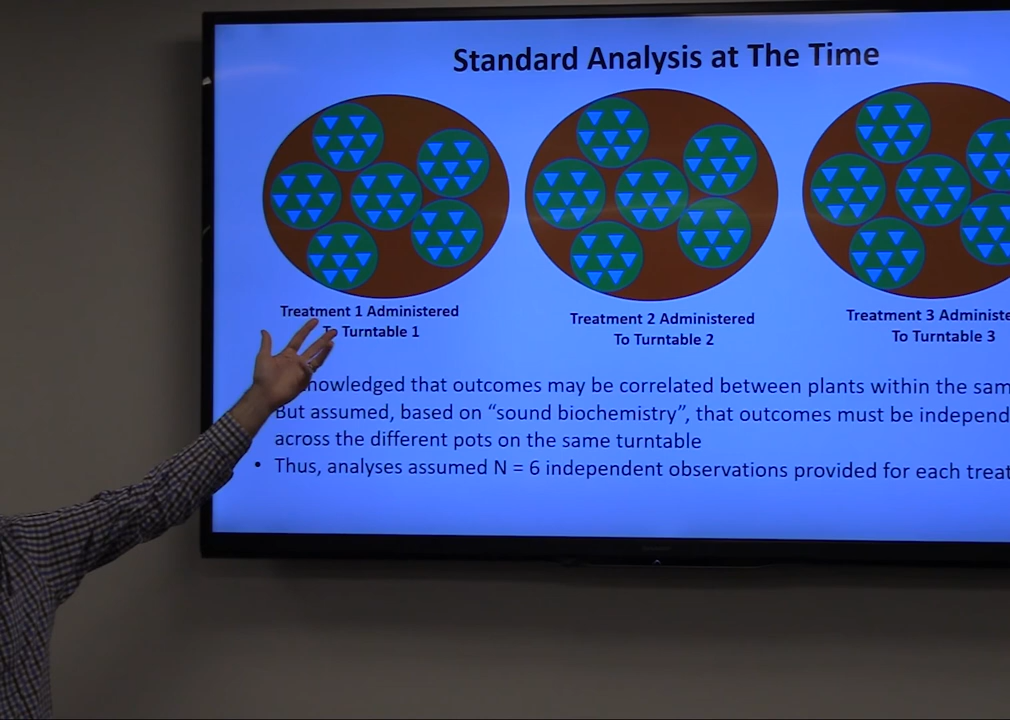 Standard Analysis at The Time
Treatment 1 Administered
To Turntable 1
Treatment 2 Administered
To Turntable 2
Treatment 3 Administe
To Turntable 3
nowledged that outcomes may be correlated between plants within the sam
But assumed, based on “sound biochemistry”, that outcomes must be independ
across the different pots on the same turntable
• Thus, analyses assumed N = 6 independent observations provided for each treat